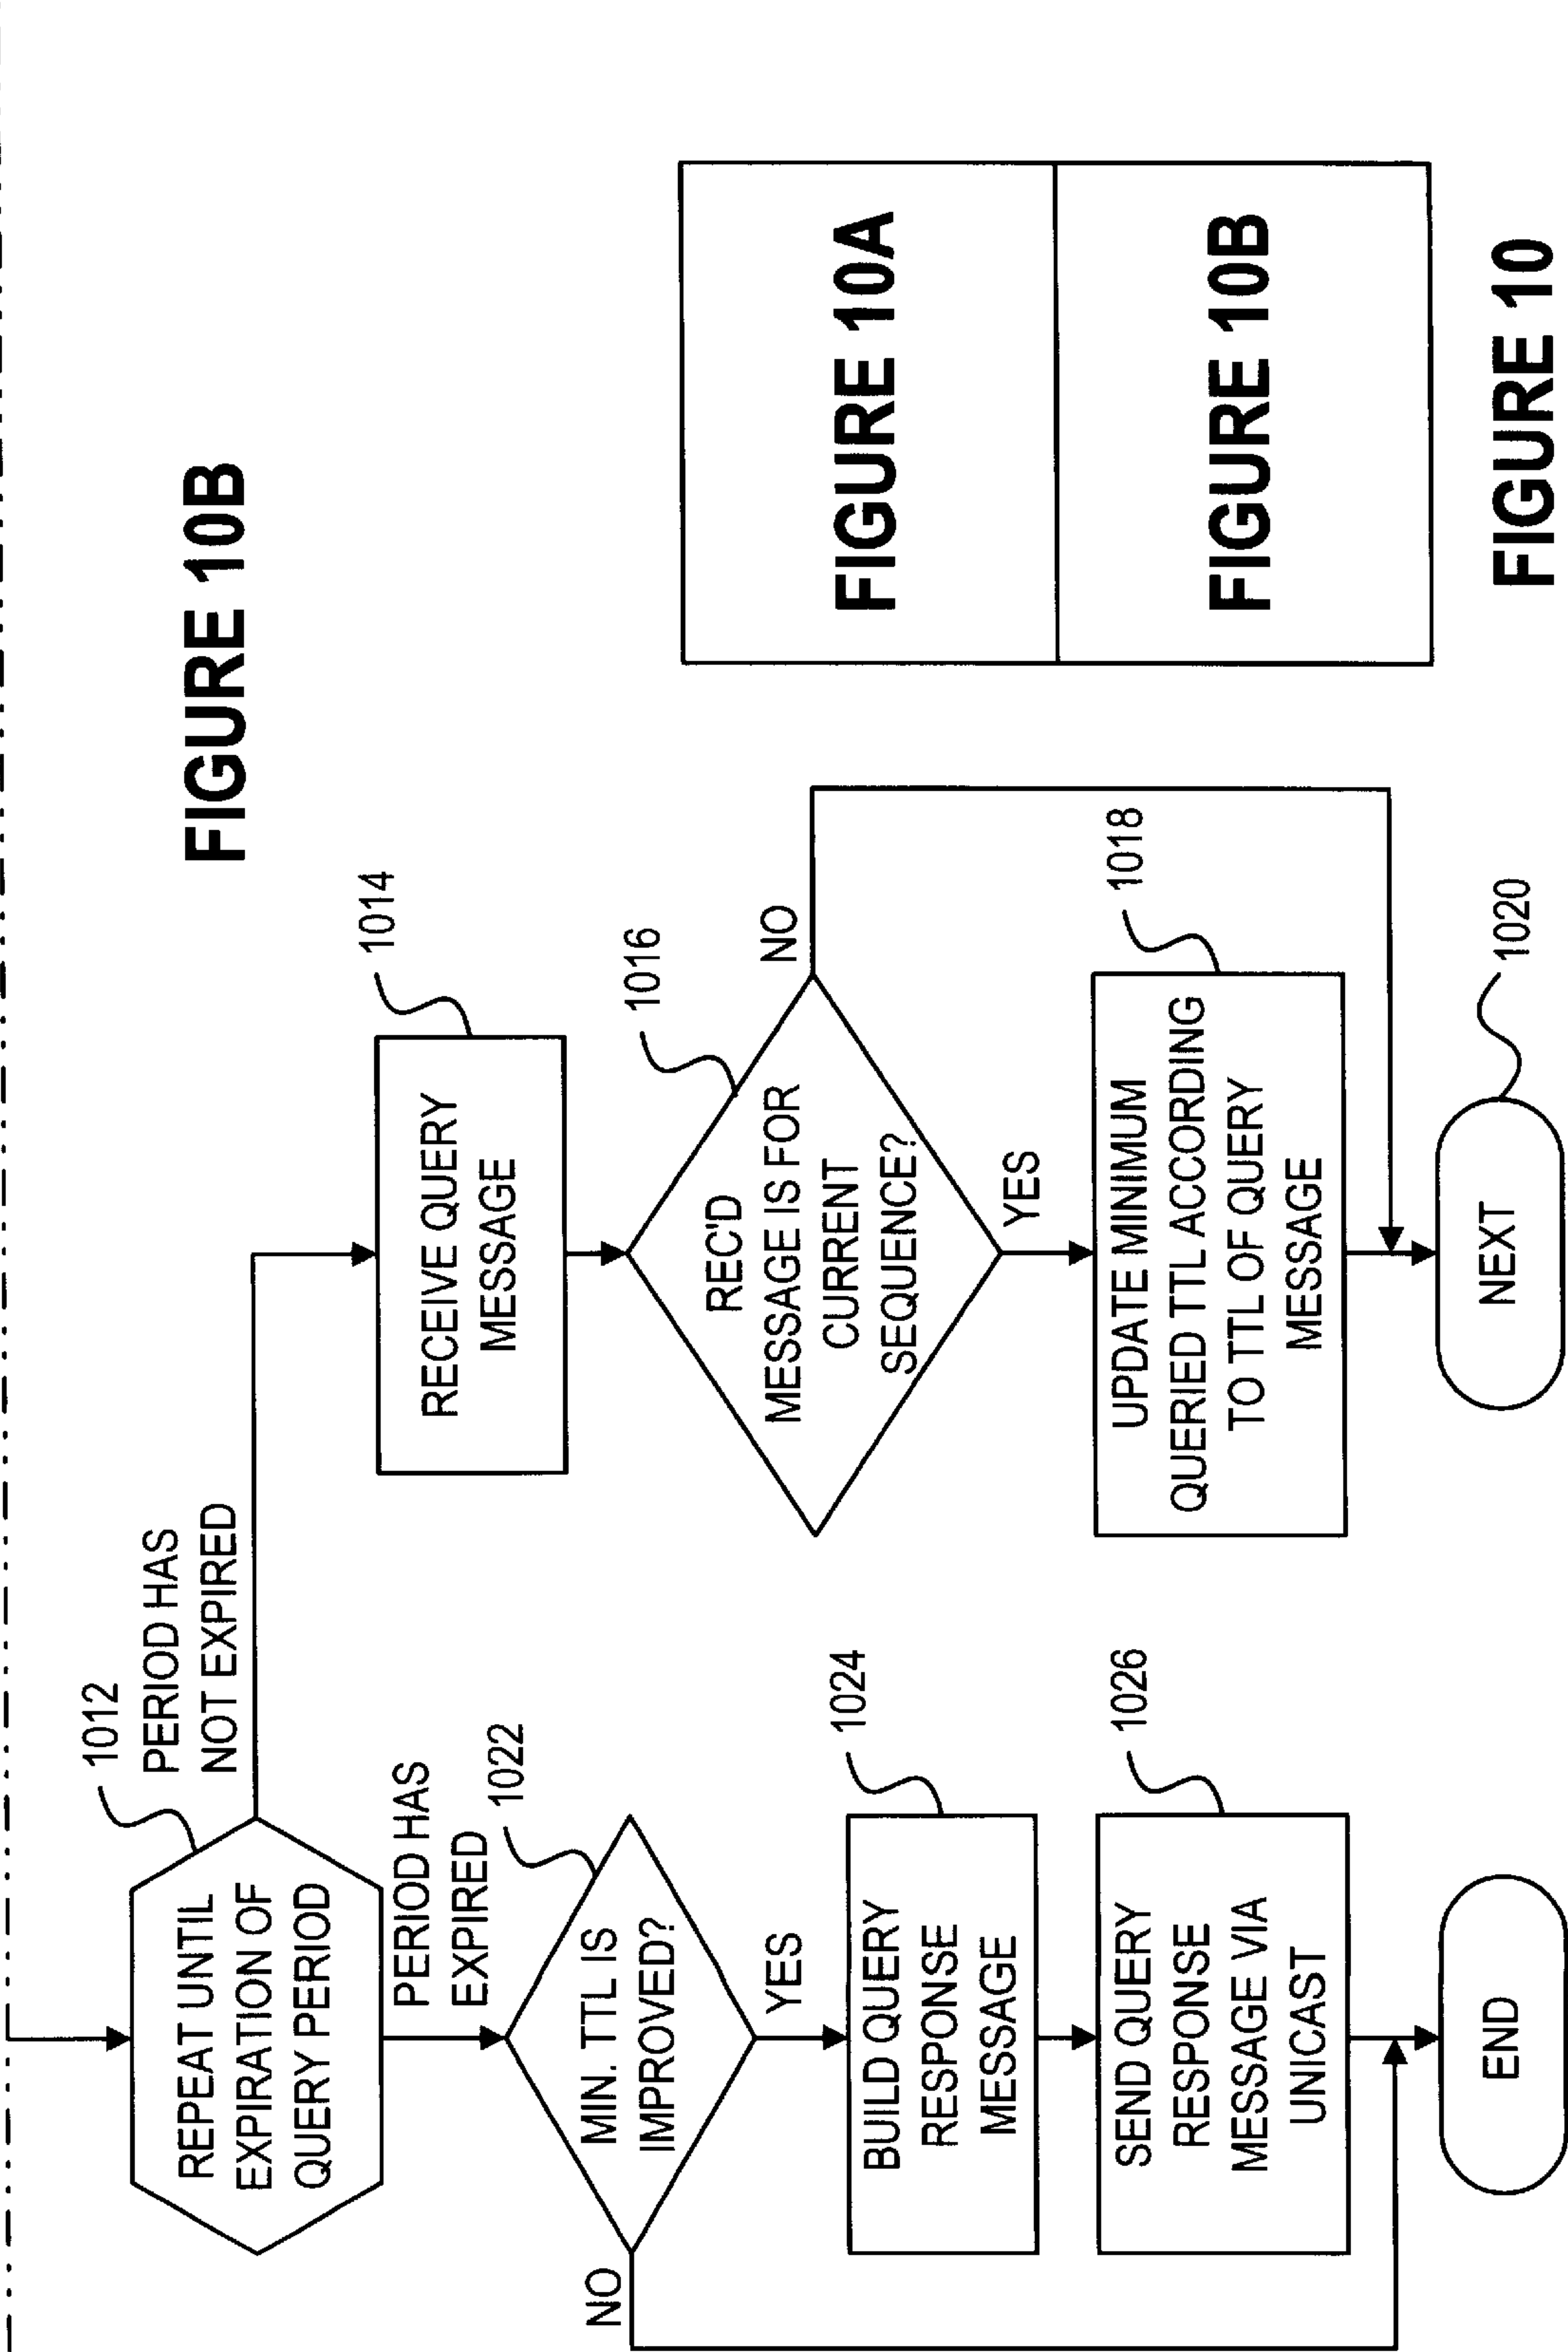 FIGURE 10B
1012
REPEAT UNTIL
EXPIRATION OF
QUERY PERIOD
PERIOD HAS
NOT EXPIRED
PERIOD HAS
EXPIRED
1022
MIN. TTL IS
IMPROVED?
NO
YES
1024
BUILD QUERY
RESPONSE
MESSAGE
1026
SEND QUERY
RESPONSE
MESSAGE VIA
UNICAST
END
1014
RECEIVE QUERY
MESSAGE
1016
REC'D
MESSAGE IS FOR
CURRENT
SEQUENCE?
NO
YES
1018
UPDATE MINIMUM
QUERIED TTL ACCORDING
TO TTL OF QUERY
MESSAGE
1020
NEXT
FIGURE 10A
FIGURE 10B
FIGURE 10